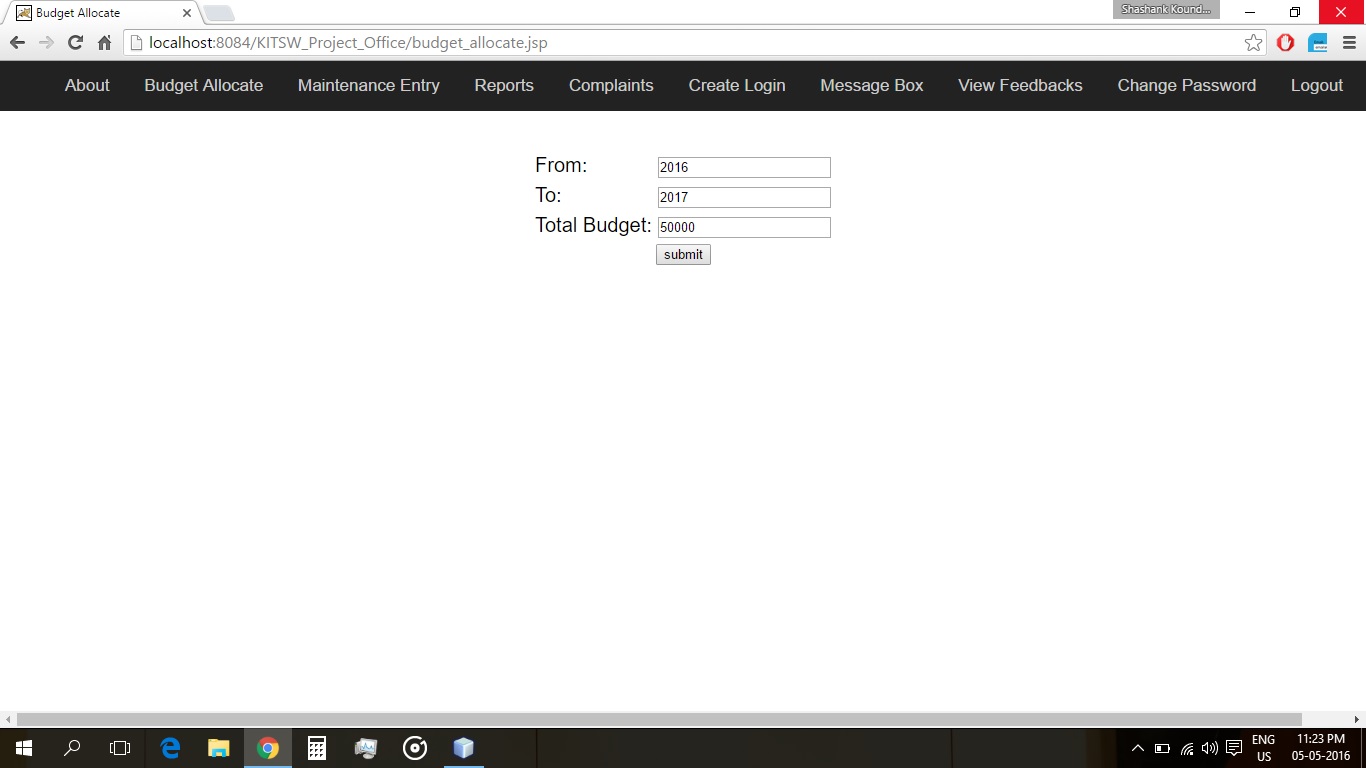 Budget Allocate
Shashank Kound...
localhost:8084/KITSW_Project_Office/budget_allocate.jsp
About Budget Allocate Maintenance Entry Reports Complaints Create Login Message Box View Feedbacks Change Password Logout
From: 2016
To: 2017
Total Budget: 50000
submit
ENG 11:23 PM
US 05-05-2016